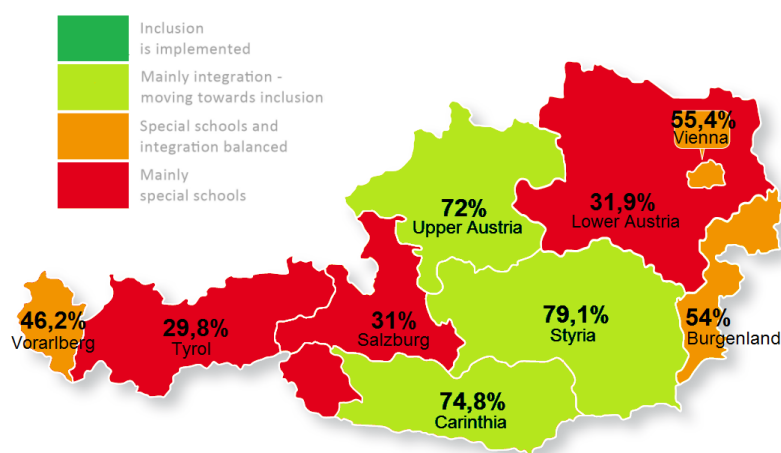 Inclusion
is implemented
Mainly integration -
moving towards inclusion
Special schools and
integration balanced
Mainly
special schools
55,4%
Vienna
72%
Upper Austria
31,9%
Lower Austria
46,2%
Vorarlberg
29,8%
Tyrol
31%
Salzburg
79,1%
Styria
54%
Burgenland
74,8%
Carinthia